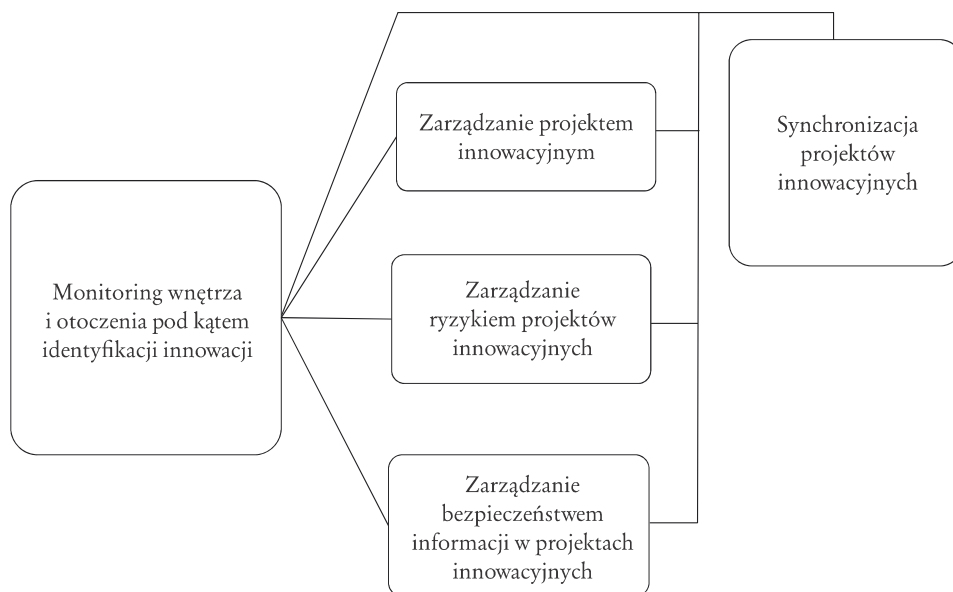 Monitoring wnętrza
i otoczenia pod kątem
identyfikacji innowacji
Zarządzanie projektem
innowacyjnym
Zarządzanie
ryzykiem projektów
innowacyjnych
Zarządzanie
bezpieczeństwem
informacji w projektach
innowacyjnych
Synchronizacja
projektów
innowacyjnych